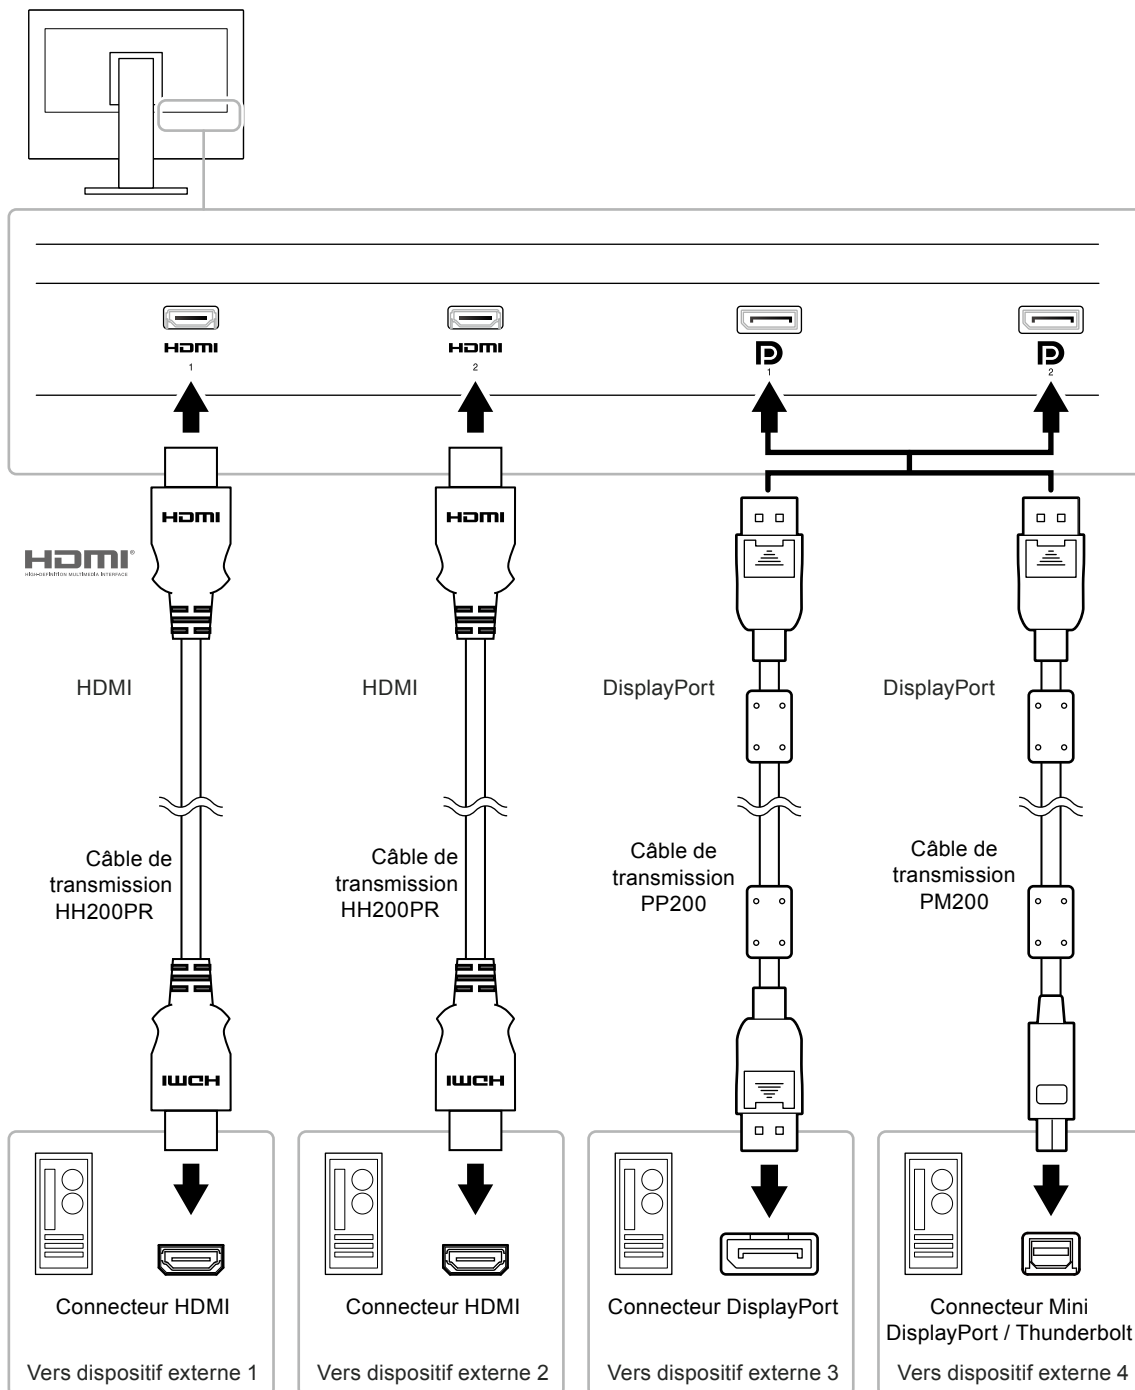 HDMI
1
HDMI
2
1
2
HDMI
HDMI
HDMI®
HIGH-DEFINITION MULTIMEDIA INTERFACE
HDMI
HDMI
DisplayPort
DisplayPort
Câble de
transmission
HH200PR
Câble de
transmission
HH200PR
Câble de
transmission
PP200
Câble de
transmission
PM200
HDMI
HDMI
Connecteur HDMI
Connecteur HDMI
Connecteur DisplayPort
Connecteur Mini
DisplayPort / Thunderbolt
Vers dispositif externe 1
Vers dispositif externe 2
Vers dispositif externe 3
Vers dispositif externe 4